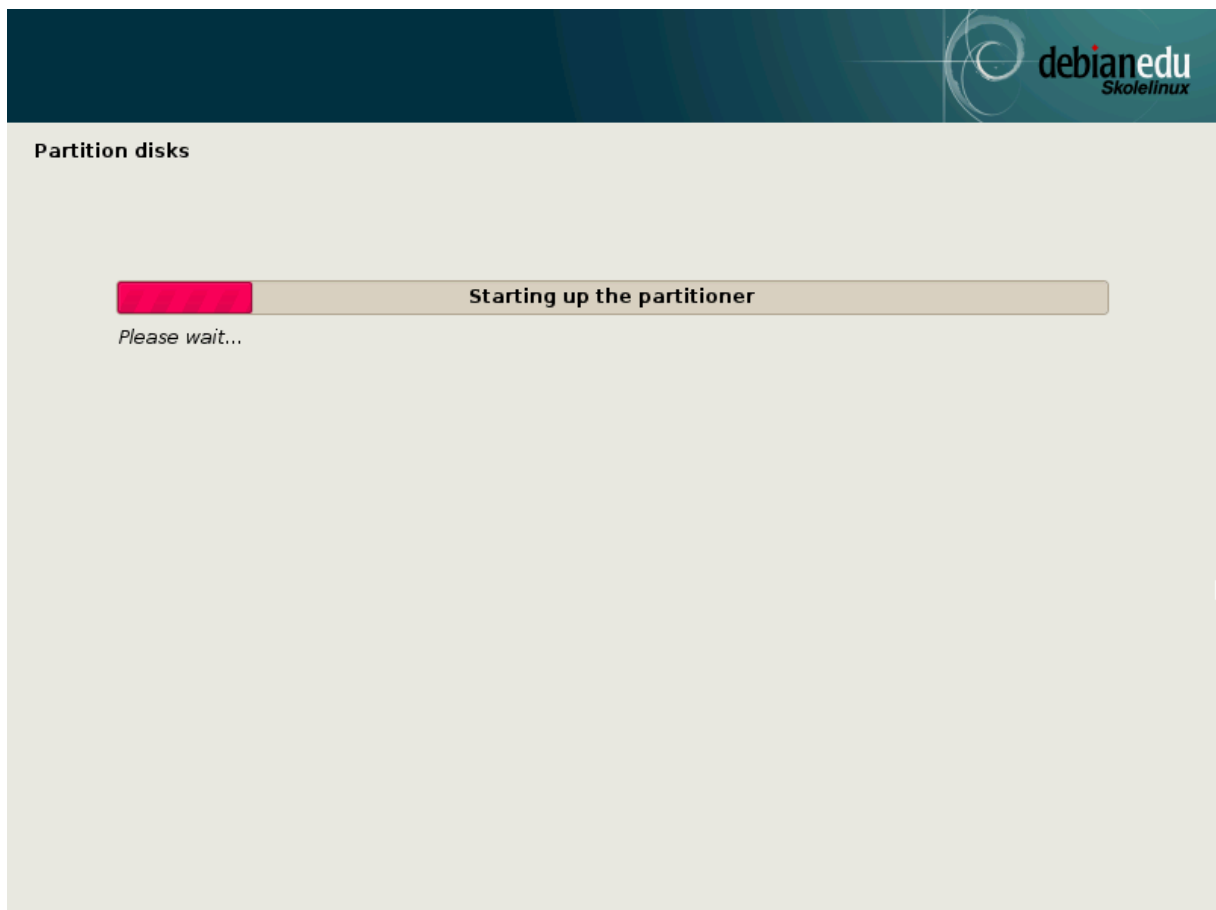 debianedu
Skolelinux
Partition disks
Starting up the partitioner
Please wait...